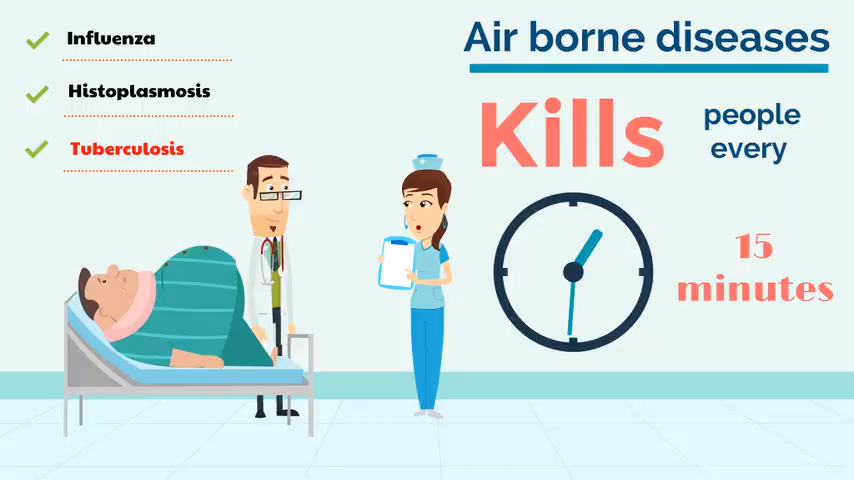 Influenza
Histoplasmosis
Tuberculosis
Air borne diseases
Kills
people
every
15
minutes